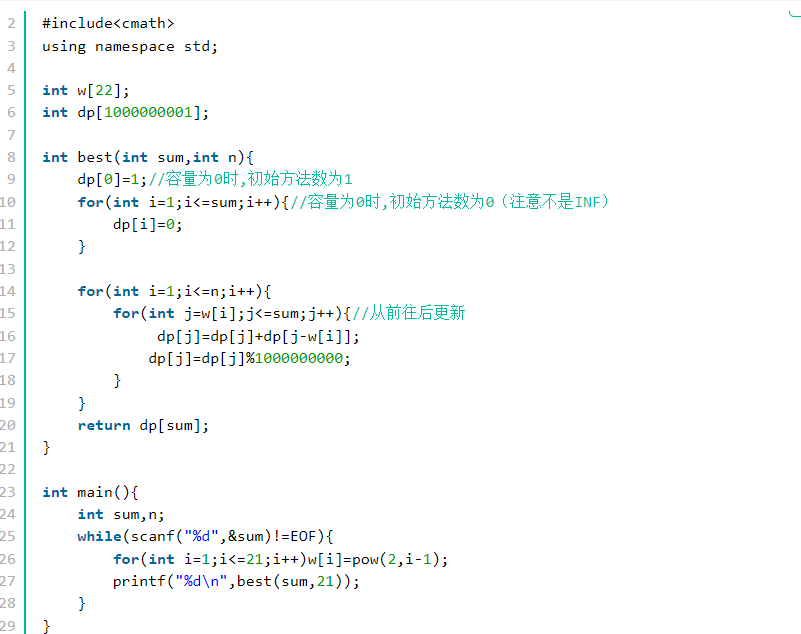 2 #include<cmath>
3 using namespace std;
4
5 int w[22];
6 int dp[1000000001];
7
8 int best(int sum,int n){
9     dp[0]=1;//容量为0时,初始方法数为1
10     for(int i=1;i<=sum;i++){//容量为0时,初始方法数为0（注意不是INF）
11         dp[i]=0;
12     }
13
14     for(int i=1;i<=n;i++){
15         for(int j=w[i];j<=sum;j++){//从前往后更新
16              dp[j]=dp[j]+dp[j-w[i]];
17             dp[j]=dp[j]%1000000000;
18         }
19     }
20     return dp[sum];
21 }
22
23 int main(){
24     int sum,n;
25     while(scanf("%d",&sum)!=EOF){
26         for(int i=1;i<=21;i++)w[i]=pow(2,i-1);
27         printf("%d\n",best(sum,21));
28     }
29 }